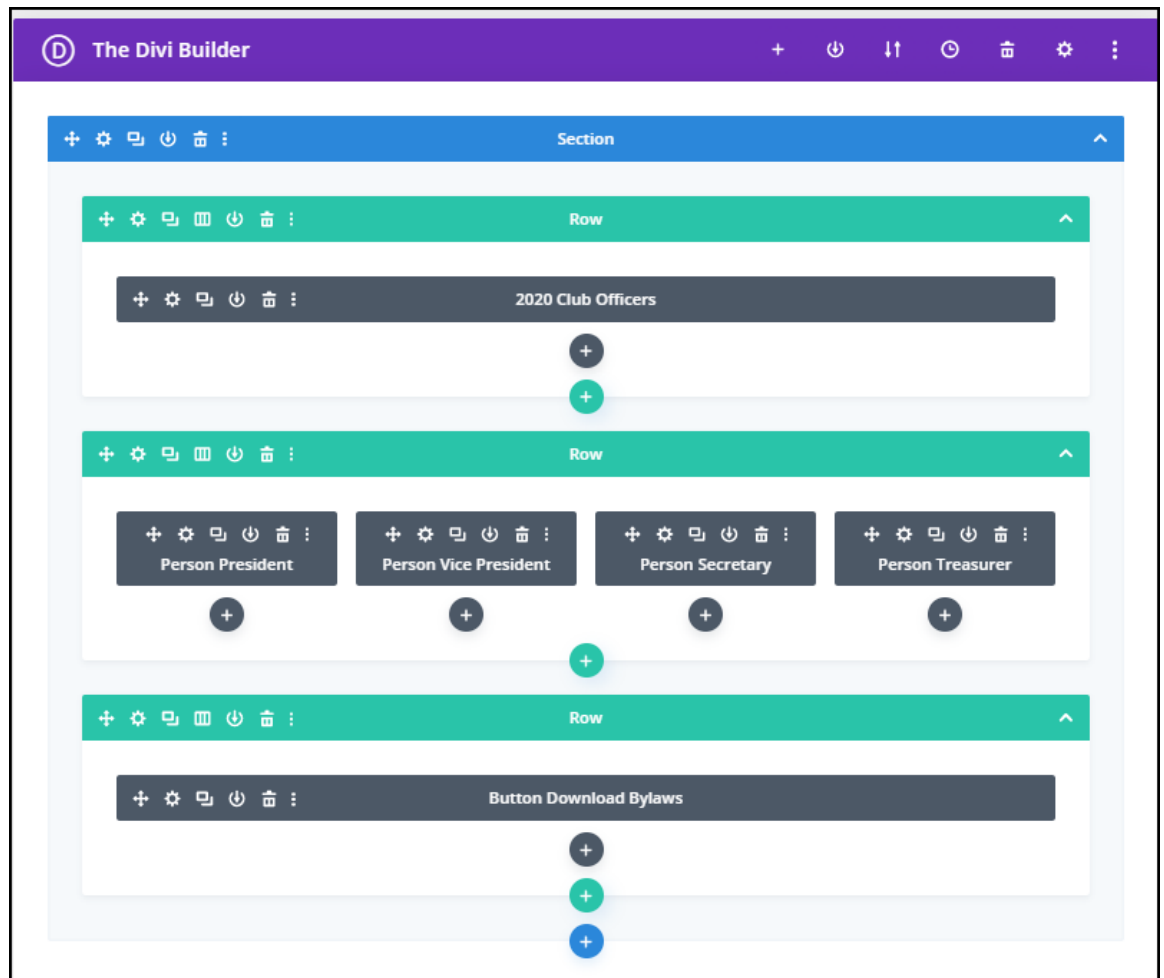 D The Divi Builder
Section
Row
2020 Club Officers
Row
Person President
Person Vice President
Person Secretary
Person Treasurer
Row
Button Download Bylaws